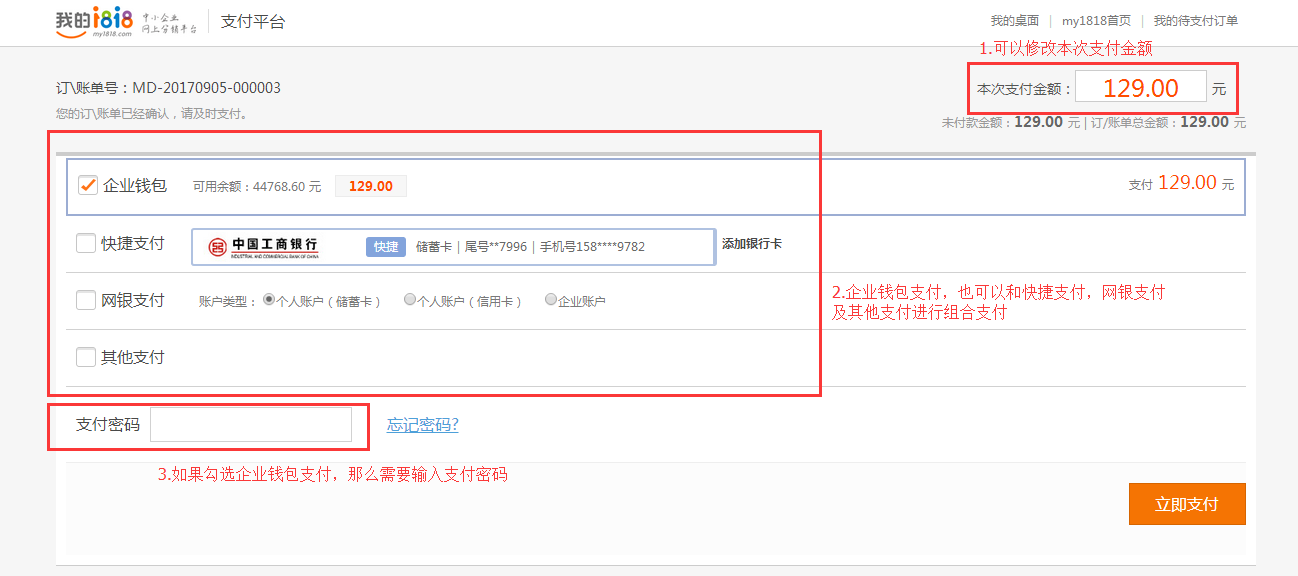 我的1818 中小企业 支付平台 我的桌面 | my1818首页 | 我的待支付订单
my1818.com 网上分销平台
1.可以修改本次支付金额
订\账单号：MD-20170905-000003 本次支付金额： 129.00 元
您的订\账单已经确认，请及时支付。
未付款金额：129.00 元 | 订/账单总金额：129.00 元
企业钱包 可用余额：44768.60 元 129.00 支付 129.00 元
快捷支付 中国工商银行 快捷 储蓄卡 | 尾号**7996 | 手机号158****9782 添加银行卡
INDUSTRIAL AND COMMERCIAL BANK OF CHINA
网银支付 账户类型： 个人账户（储蓄卡） 个人账户（信用卡） 企业账户
2.企业钱包支付，也可以和快捷支付，网银支付
及其他支付进行组合支付
其他支付
支付密码 忘记密码?
3.如果勾选企业钱包支付，那么需要输入支付密码
立即支付